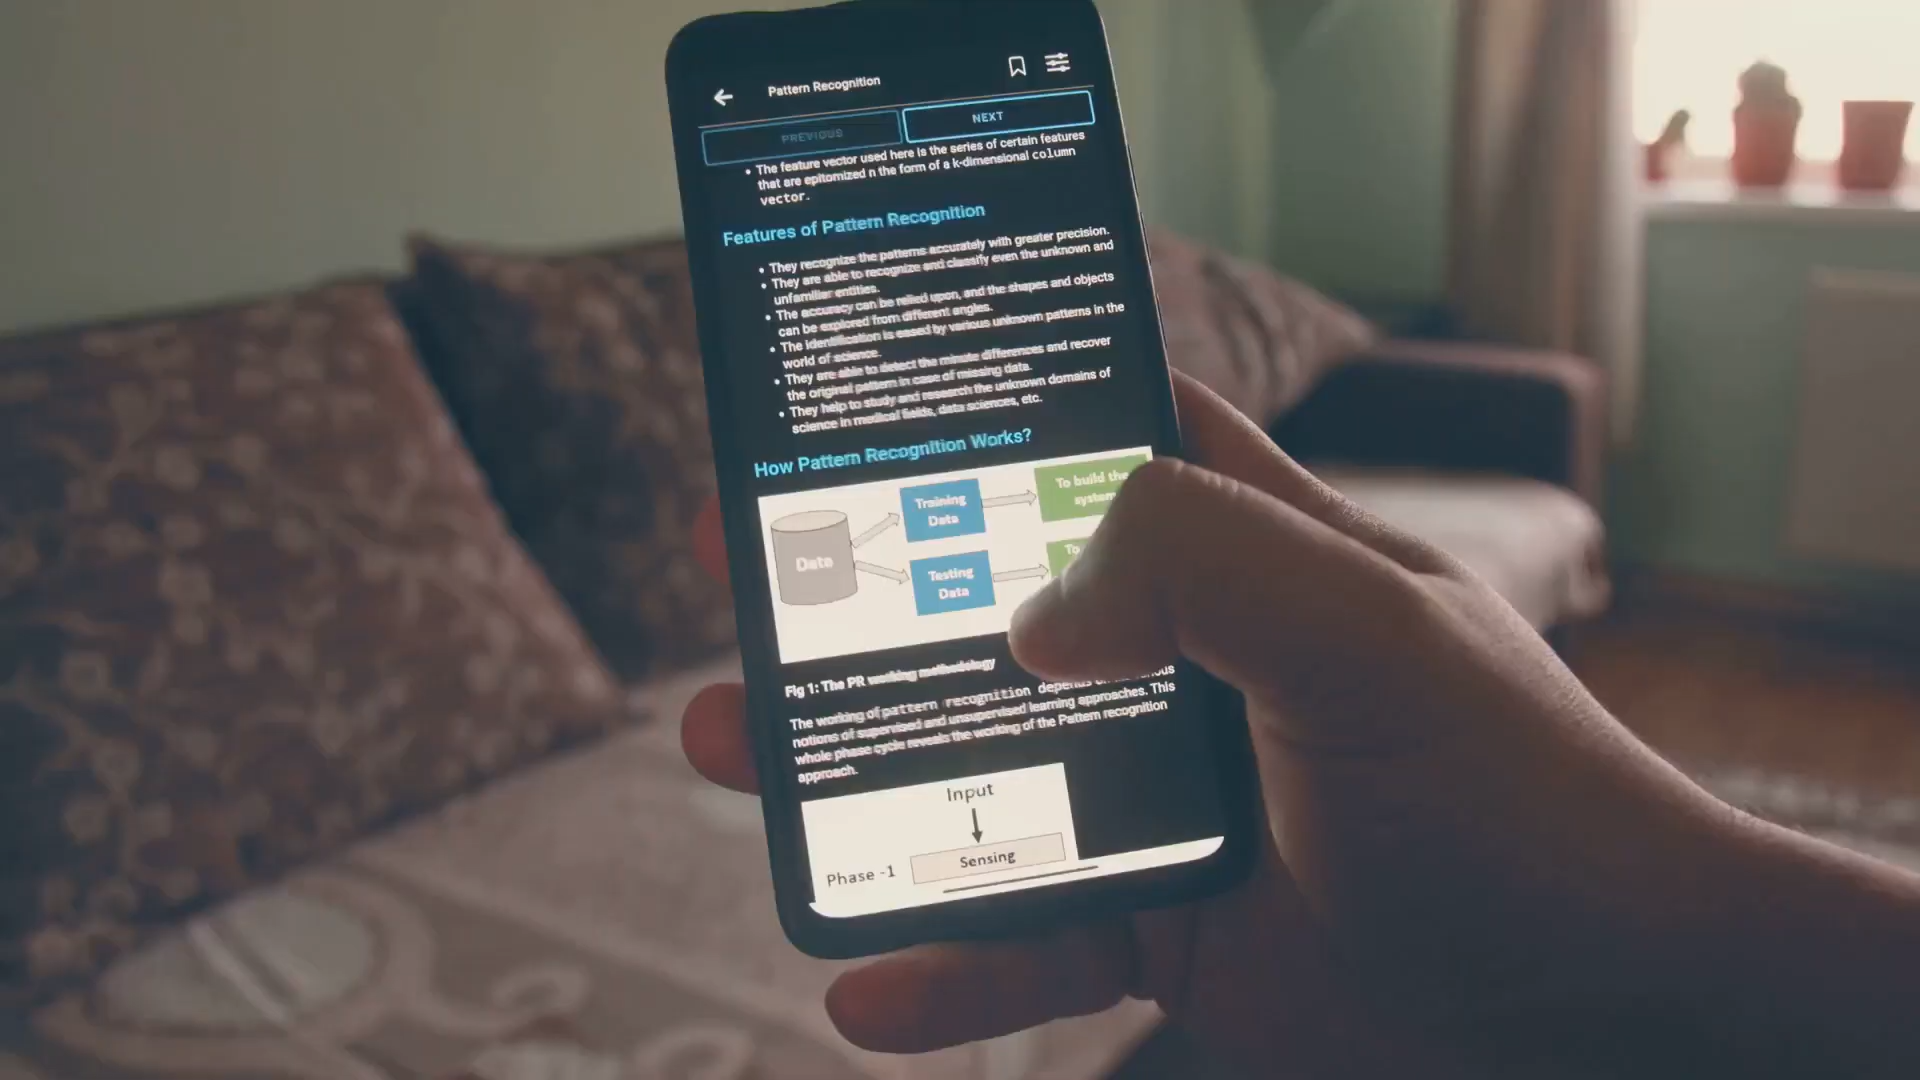 Pattern Recognition
PREVIOUS
NEXT
• The feature vector used here is the series of certain features
that are epitomized n the form of a k-dimensional column
vector.
Features of Pattern Recognition
• They recognize the patterns accurately with greater precision.
• They are able to recognize and classify even the unknown and
unfamiliar entities.
• The accuracy can be relied upon, and the shapes and objects
can be explored from different angles.
• The identification is eased by various unknown patterns in the
world of science.
• They are able to detect the minute differences and recover
the original pattern in case of missing data.
• They help to study and research the unknown domains of
science in medical fields, data sciences, etc.
How Pattern Recognition Works?
Data
Training
Data
To build the
system
Testing
Data
To
Fig 1: The PR working methodology
The working of pattern recognition depends
notions of supervised and unsupervised learning approaches. This
whole phase cycle reveals the working of the Pattern recognition
approach.
Input
Sensing
Phase -1